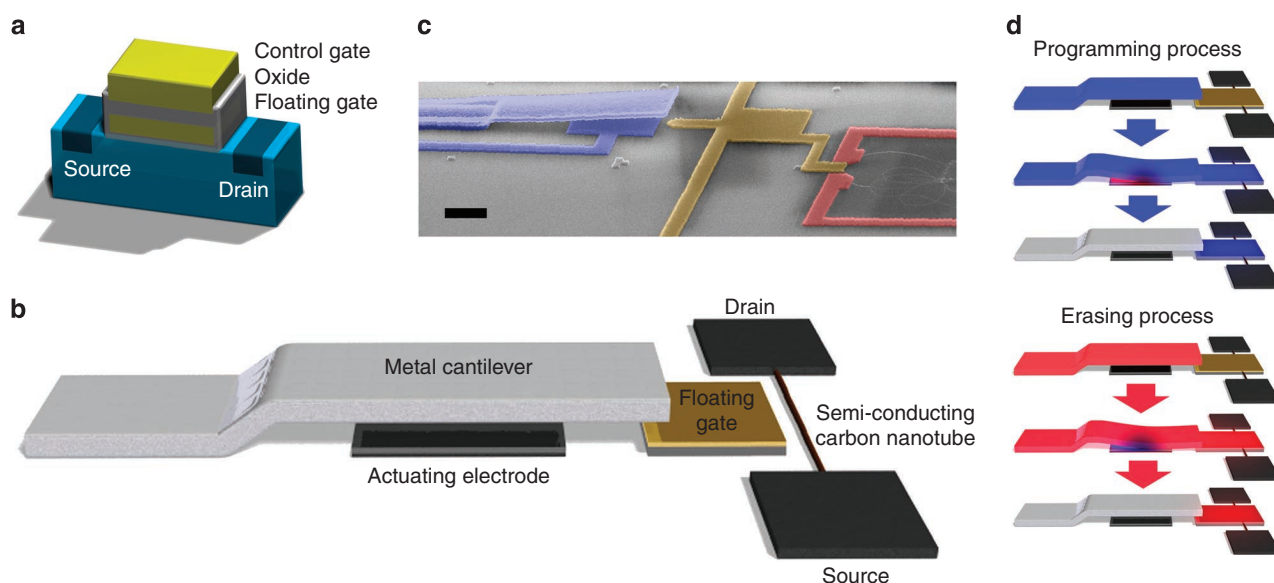 a
Control gate
Oxide
Floating gate
Source
Drain
c
d
Programming process
Erasing process
b
Metal cantilever
Actuating electrode
Floating
gate
Drain
Semi-conducting
carbon nanotube
Source